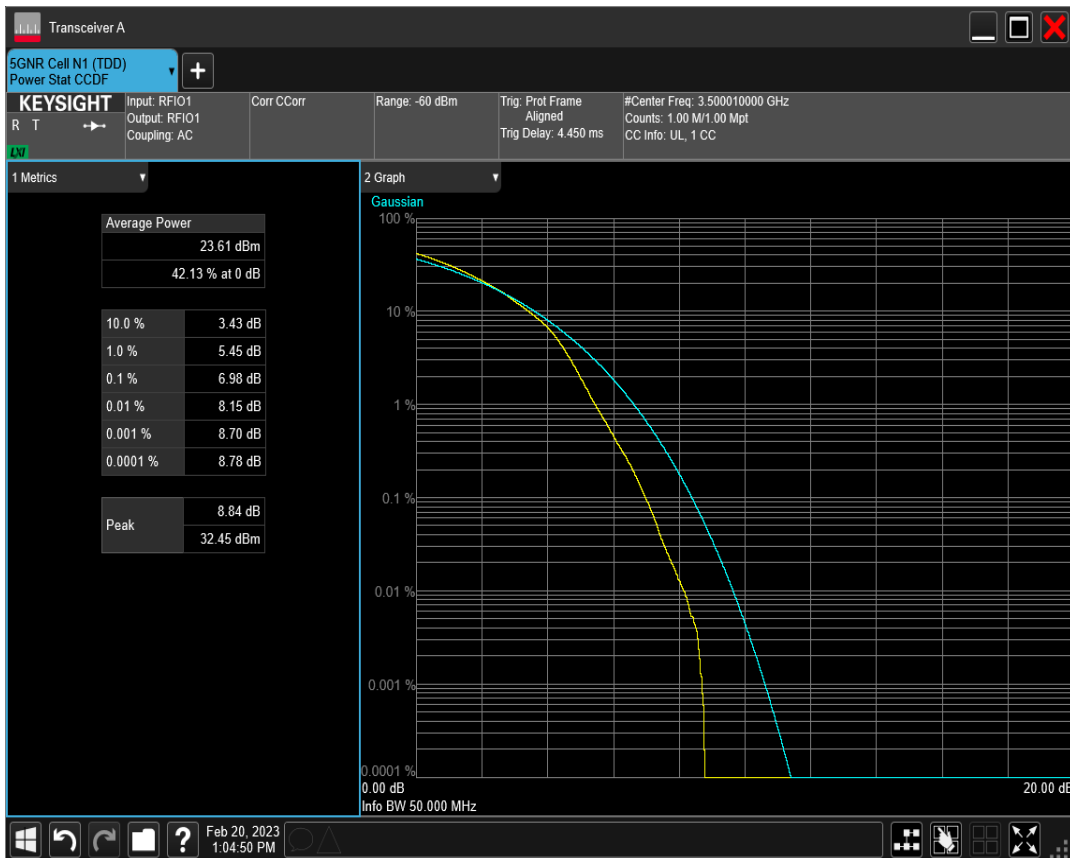 Transceiver A
5GNR Cell N1 (TDD)
Power Stat CCDF
+
KEYSIGHT
R T
LXI
Input: RFIO1
Output: RFIO1
Coupling: AC
Corr CCorr
Range: -60 dBm
Trig: Prot Frame
Aligned
Trig Delay: 4.450 ms
#Center Freq: 3.500010000 GHz
Counts: 1.00 M/1.00 Mpt
CC Info: UL, 1 CC
1 Metrics
Average Power
23.61 dBm
42.13 % at 0 dB
10.0 % 3.43 dB
1.0 % 5.45 dB
0.1 % 6.98 dB
0.01 % 8.15 dB
0.001 % 8.70 dB
0.0001 % 8.78 dB
Peak
8.84 dB
32.45 dBm
2 Graph
Gaussian
100 %
10 %
1 %
0.1 %
0.01 %
0.001 %
0.0001 %
0.00 dB 20.00 dB
Info BW 50.000 MHz
?
Feb 20, 2023
1:04:50 PM